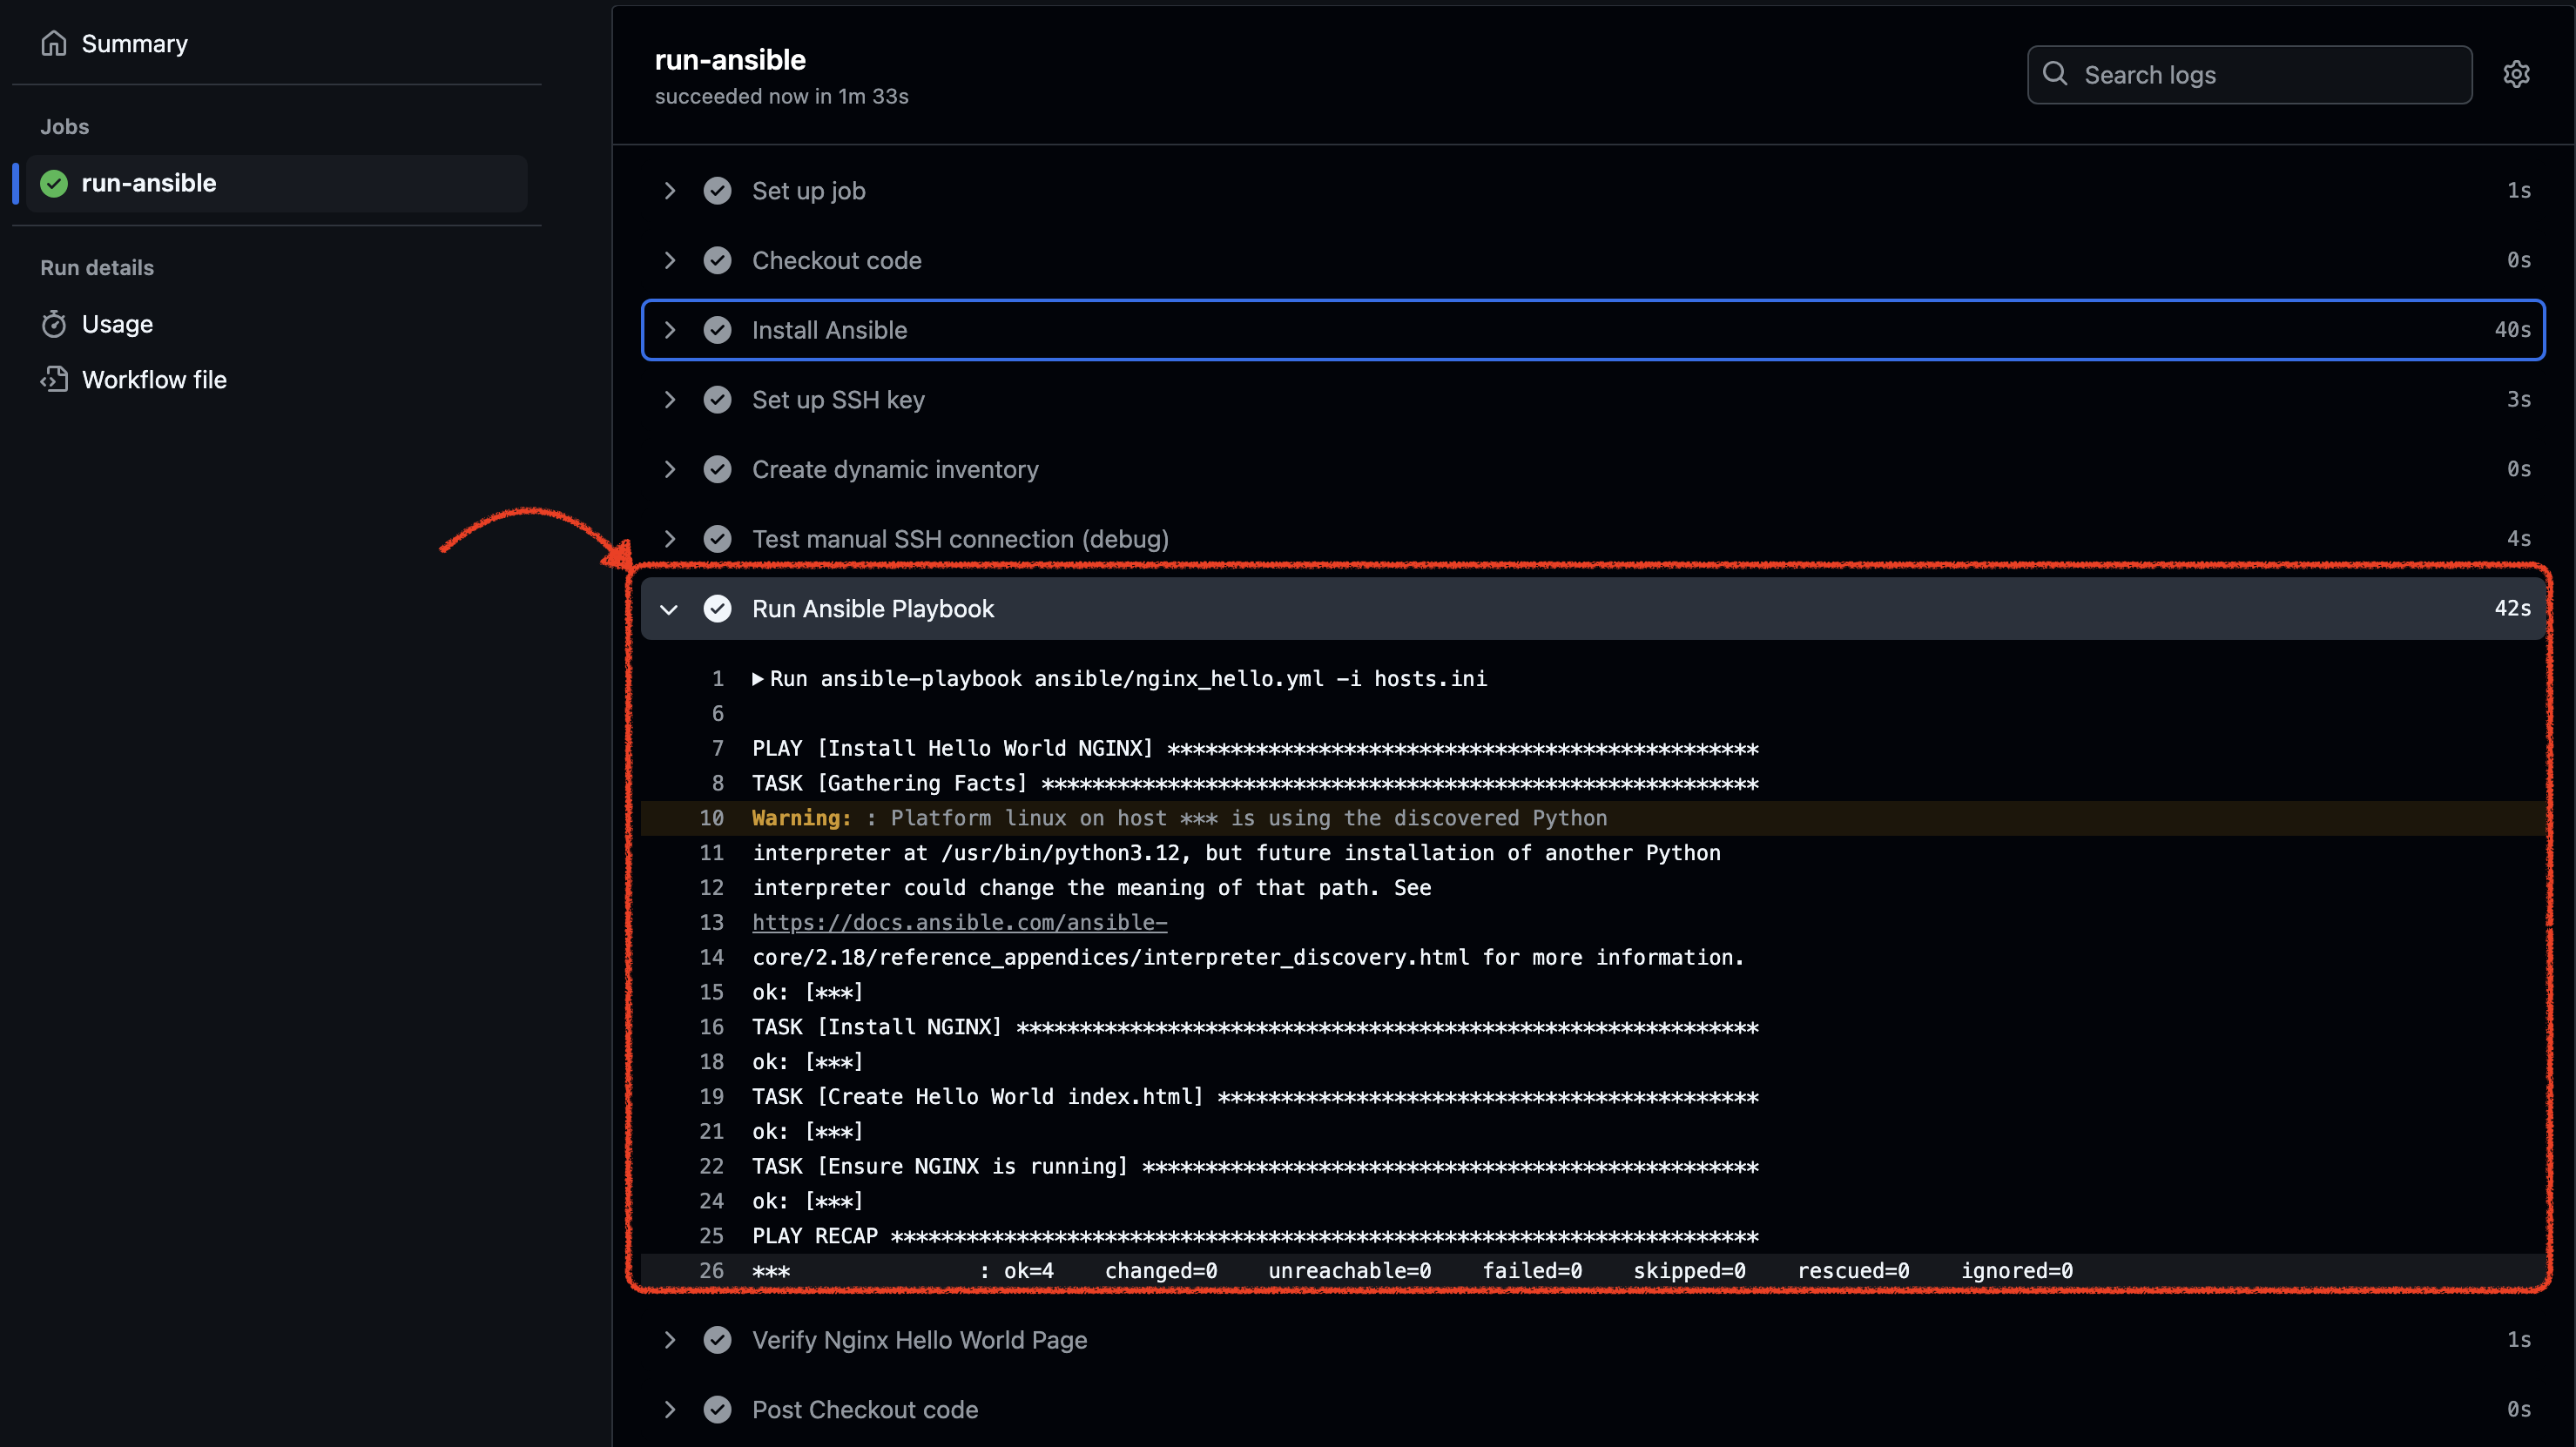 Summary
Jobs
run-ansible
Run details
Usage
Workflow file
run-ansible
succeeded now in 1m 33s
Search logs
Set up job 1s
Checkout code 0s
Install Ansible 40s
Set up SSH key 3s
Create dynamic inventory 0s
Test manual SSH connection (debug) 4s
Run Ansible Playbook 42s
1 Run ansible-playbook ansible/nginx_hello.yml -i hosts.ini
6
7 PLAY [Install Hello World NGINX] ***********************************************
8 TASK [Gathering Facts] *********************************************************
10 Warning: : Platform linux on host *** is using the discovered Python
11 interpreter at /usr/bin/python3.12, but future installation of another Python
12 interpreter could change the meaning of that path. See
13 https://docs.ansible.com/ansible-
14 core/2.18/reference_appendices/interpreter_discovery.html for more information.
15 ok: [***]
16 TASK [Install NGINX] ***********************************************************
18 ok: [***]
19 TASK [Create Hello World index.html] *******************************************
21 ok: [***]
22 TASK [Ensure NGINX is running] *************************************************
24 ok: [***]
25 PLAY RECAP *********************************************************************
26 *** : ok=4 changed=0 unreachable=0 failed=0 skipped=0 rescued=0 ignored=0
Verify Nginx Hello World Page 1s
Post Checkout code 0s